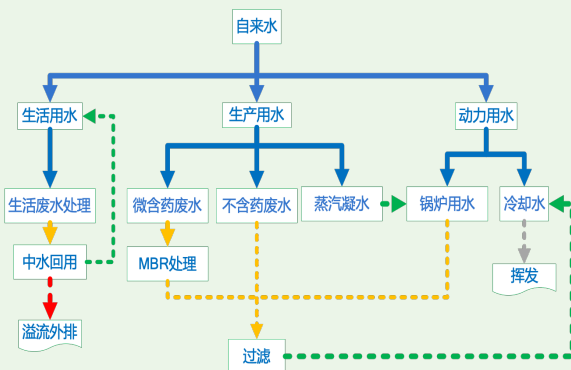 自来水
生活用水
生产用水
动力用水
生活废水处理
微含药废水
不含药废水
蒸汽凝水
锅炉用水
冷却水
中水回用
MBR处理
挥发
溢流外排
过滤